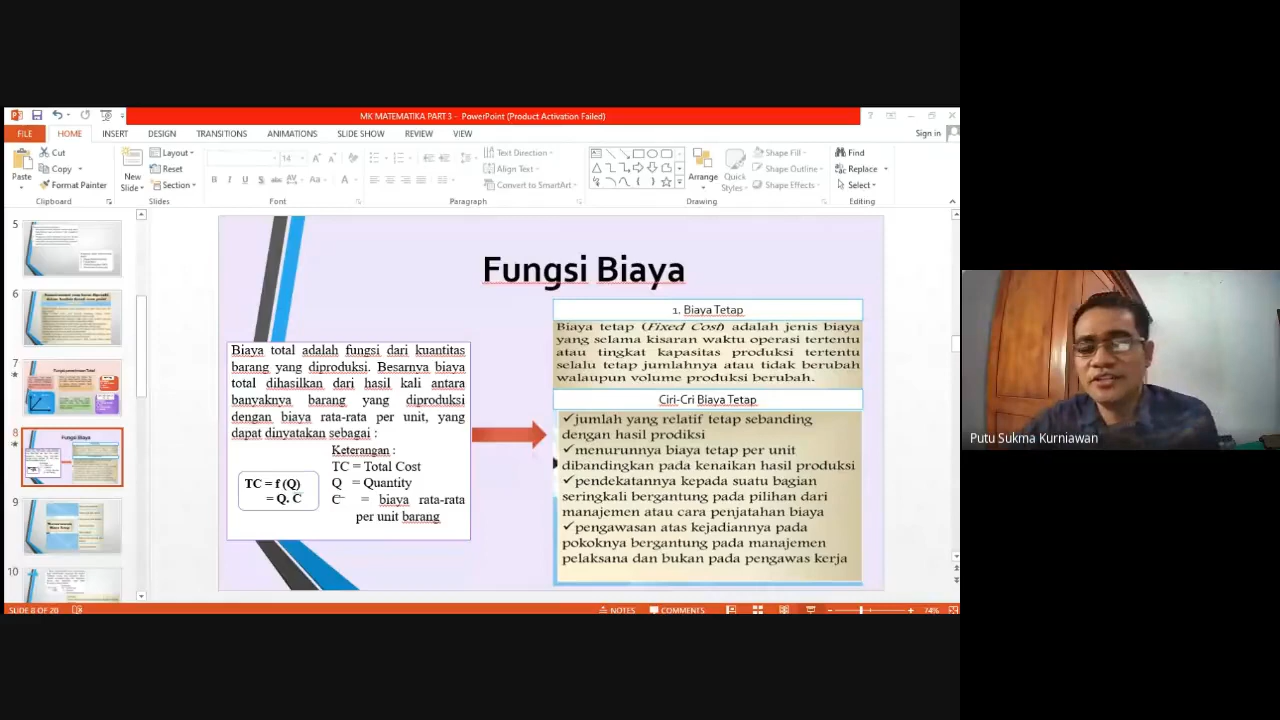 MK MATEMATIKA PART 3 - PowerPoint (Product Activation Failed)
FILE HOME INSERT DESIGN TRANSITIONS ANIMATIONS SLIDE SHOW REVIEW VIEW Sign in
Cut
Copy
Format Painter
Paste
Clipboard
New Slide
Layout
Reset
Section
Slides
14
Font
Text Direction
Align Text
Convert to SmartArt
Paragraph
Arrange
Quick Styles
Shape Fill
Shape Outline
Shape Effects
Drawing
Find
Replace
Select
Editing
5
6
7
8
Fungsi Biaya
9
10
Fungsi Biaya
Biaya total adalah fungsi dari kuantitas
barang yang diproduksi. Besarnya biaya
total dihasilkan dari hasil kali antara
banyaknya barang yang diproduksi
dengan biaya rata-rata per unit, yang
dapat dinyatakan sebagai :
Keterangan :
TC = Total Cost
Q = Quantity
C = biaya rata-rata
per unit barang
TC = f (Q)
= Q. C
1. Biaya Tetap
Biaya tetap (Fixed Cost) adalah jenis biaya
yang selama kisaran waktu operasi tertentu
atau tingkat kapasitas produksi tertentu
selalu tetap jumlahnya atau tidak berubah
walaupun volume produksi berubah.
Ciri-Cri Biaya Tetap
✓jumlah yang relatif tetap sebanding
dengan hasil prodiksi
✓menurunnya biaya tetap per unit
dibandingkan pada kenaikan hasil produksi
✓pendekatannya kepada suatu bagian
seringkali bergantung pada pilihan dari
manajemen atau cara penjatahan biaya
✓pengawasan atas kejadiannya pada
pokoknya bergantung pada manajemen
pelaksana dan bukan pada pengawas kerja
SLIDE 8 OF 20
NOTES
COMMENTS
74%
Putu Sukma Kurniawan